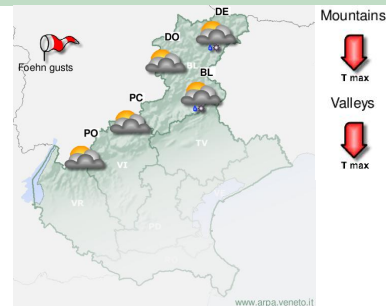 DE
Mountains
DO
Foehn gusts
BL
T max
PC
Valleys
PO
TV
VI
T max
VR
www.arpa.veneto.it